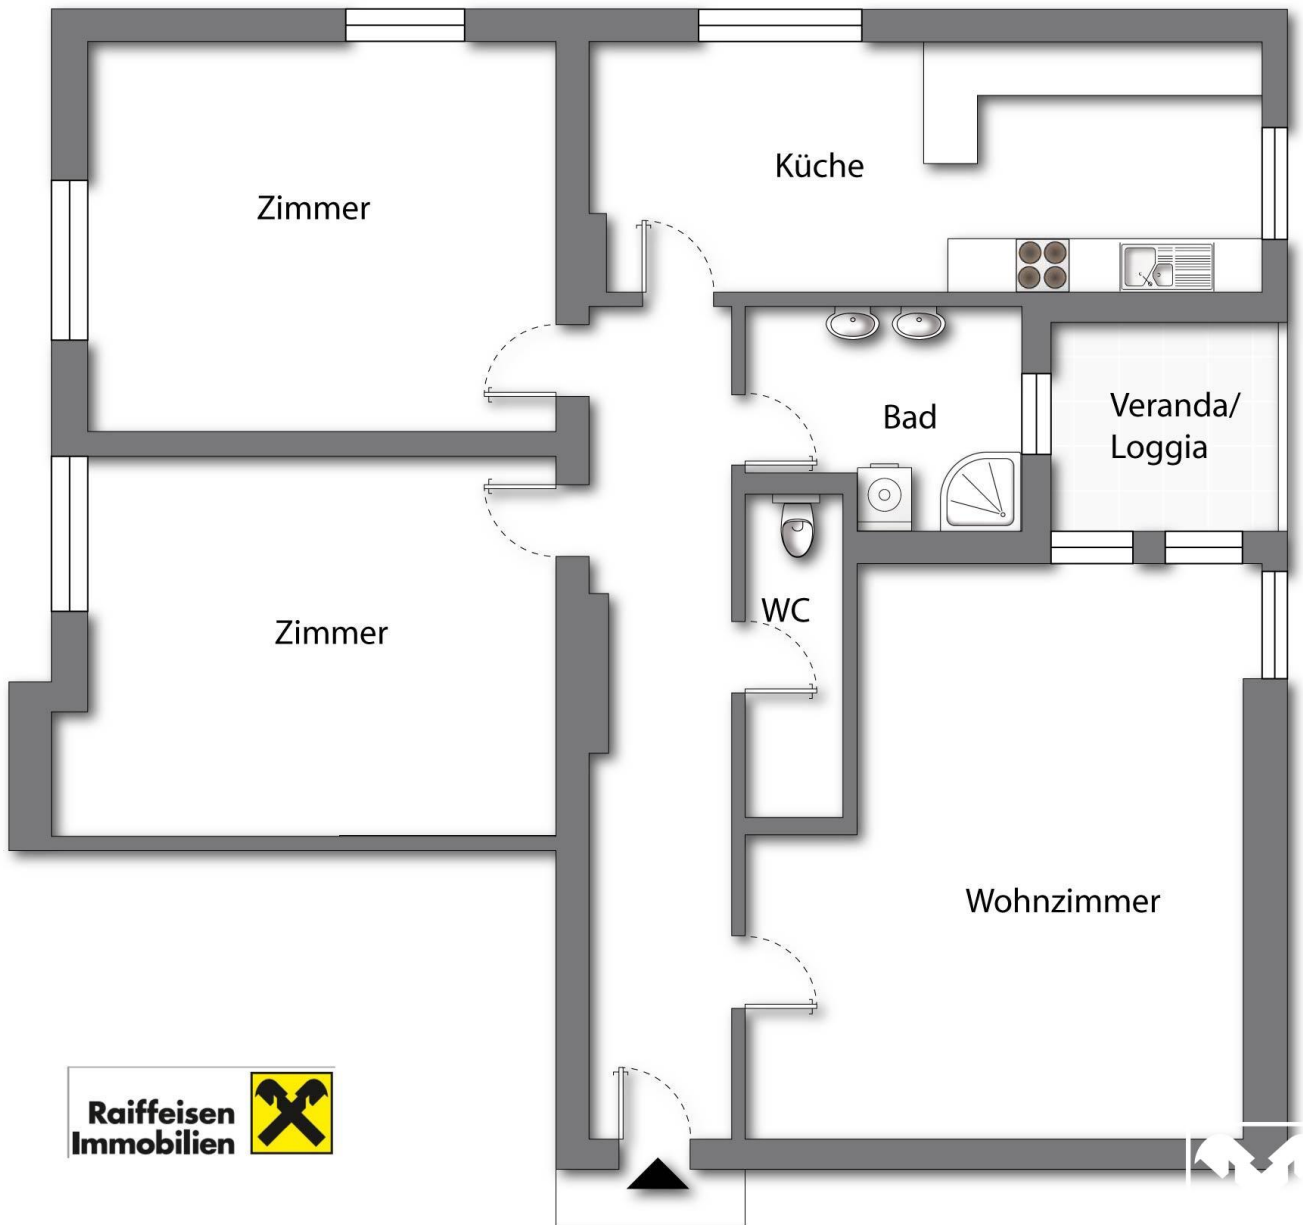 Küche
Zimmer
Bad
Veranda/
Loggia
WC
Zimmer
Wohnzimmer
Raiffeisen
Immobilien